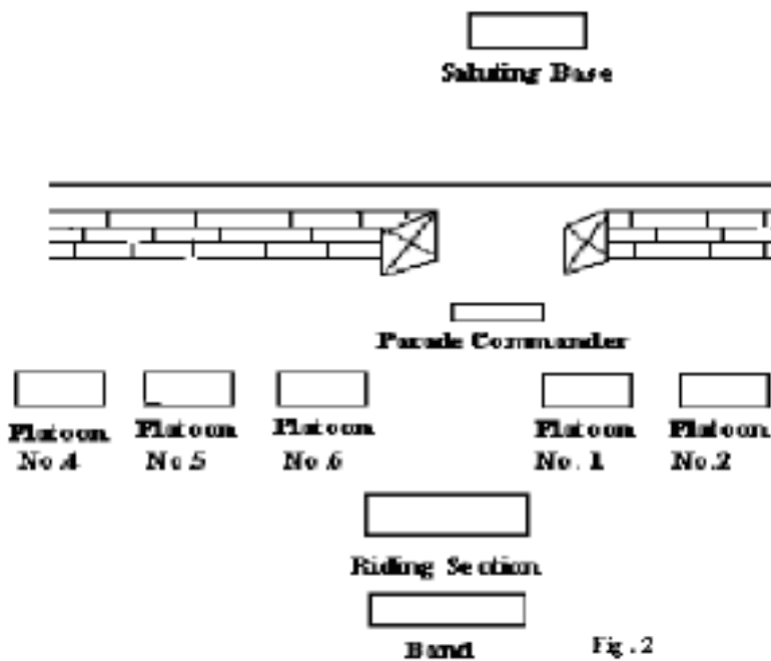 Saluting Base
Parade Commander
Platoon Platoon Platoon Platoon Platoon
No.4 No.5 No.6 No. 1 No.2
Riding Section
Band
Fig. 2